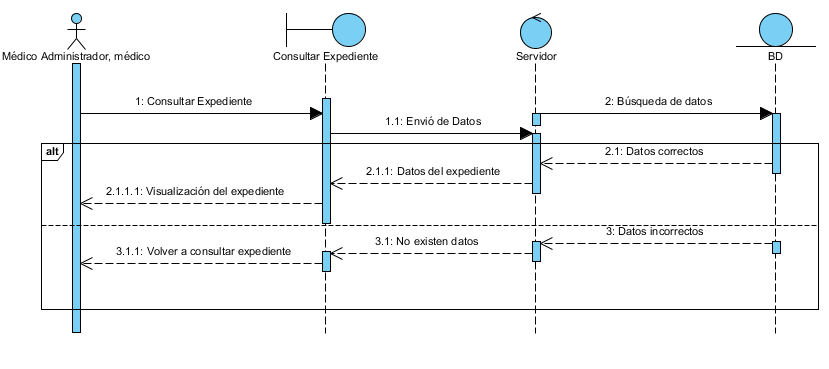 Médico Administrador, médico
Consultar Expediente
Servidor
BD
1: Consultar Expediente
2: Búsqueda de datos
1.1: Envió de Datos
alt
2.1: Datos correctos
2.1.1: Datos del expediente
2.1.1.1: Visualización del expediente
3: Datos incorrectos
3.1: No existen datos
3.1.1: Volver a consultar expediente